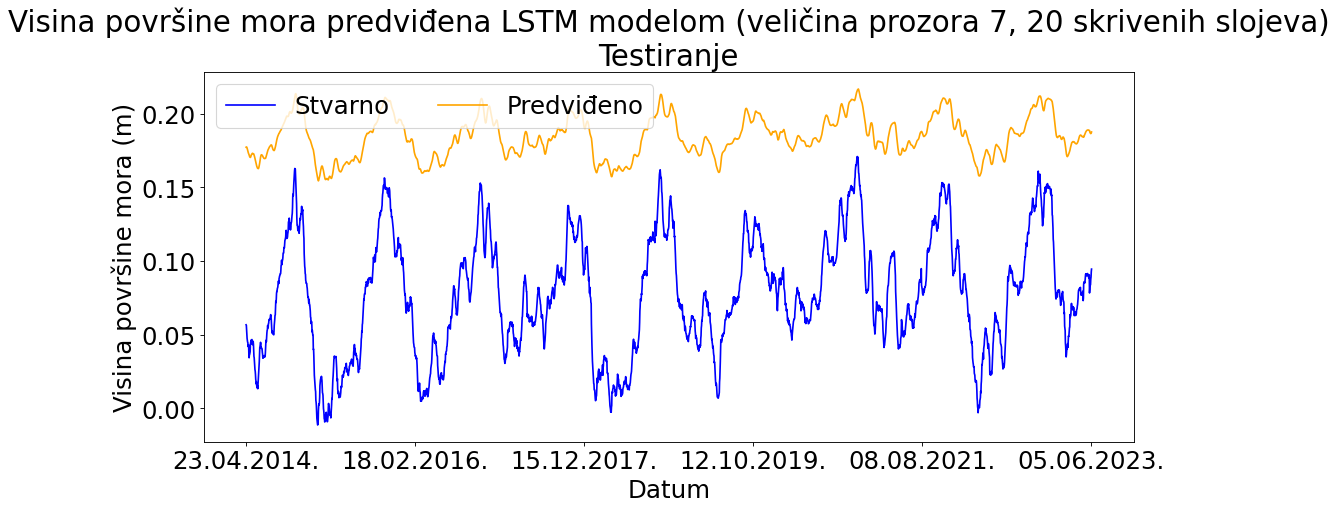 Visina površine mora predviđena LSTM modelom (veličina prozora 7, 20 skrivenih slojeva)
Testiranje
Stvarno Predviđeno
Visina površine mora (m)
0.20
0.15
0.10
0.05
0.00
23.04.2014. 18.02.2016. 15.12.2017. 12.10.2019. 08.08.2021. 05.06.2023.
Datum